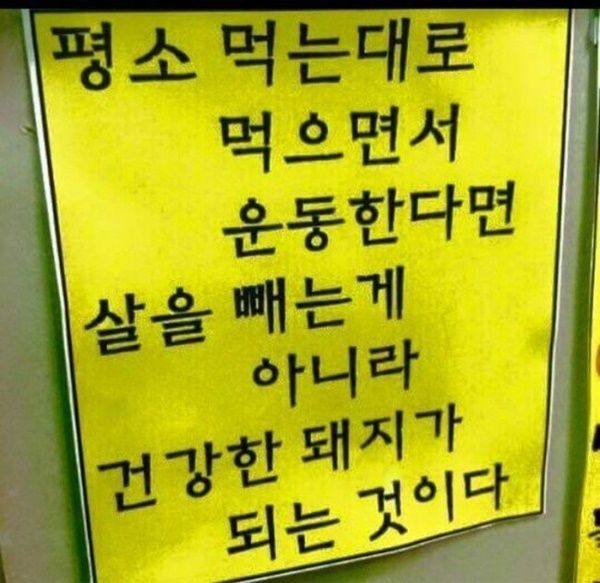 평소 먹는대로
먹으면서
운동한다면
살을 빼는게
아니라
건강한 돼지가
되는 것이다